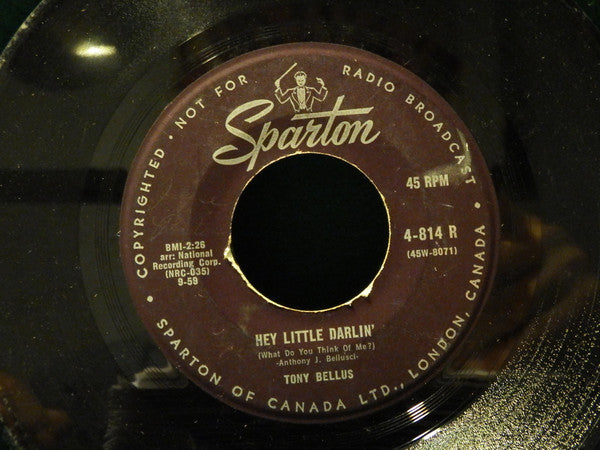 COPYRIGHTED • NOT FOR RADIO BROADCAST •
Sparton
45 RPM
4-814 R
(45W-8071)
BMI-2:26
arr: National
Recording Corp.
(NRC-035)
9-59
HEY LITTLE DARLIN'
(What Do You Think Of Me?)
-Anthony J. Bellusci-
TONY BELLUS
• SPARTON OF CANADA LTD., LONDON, CANADA •